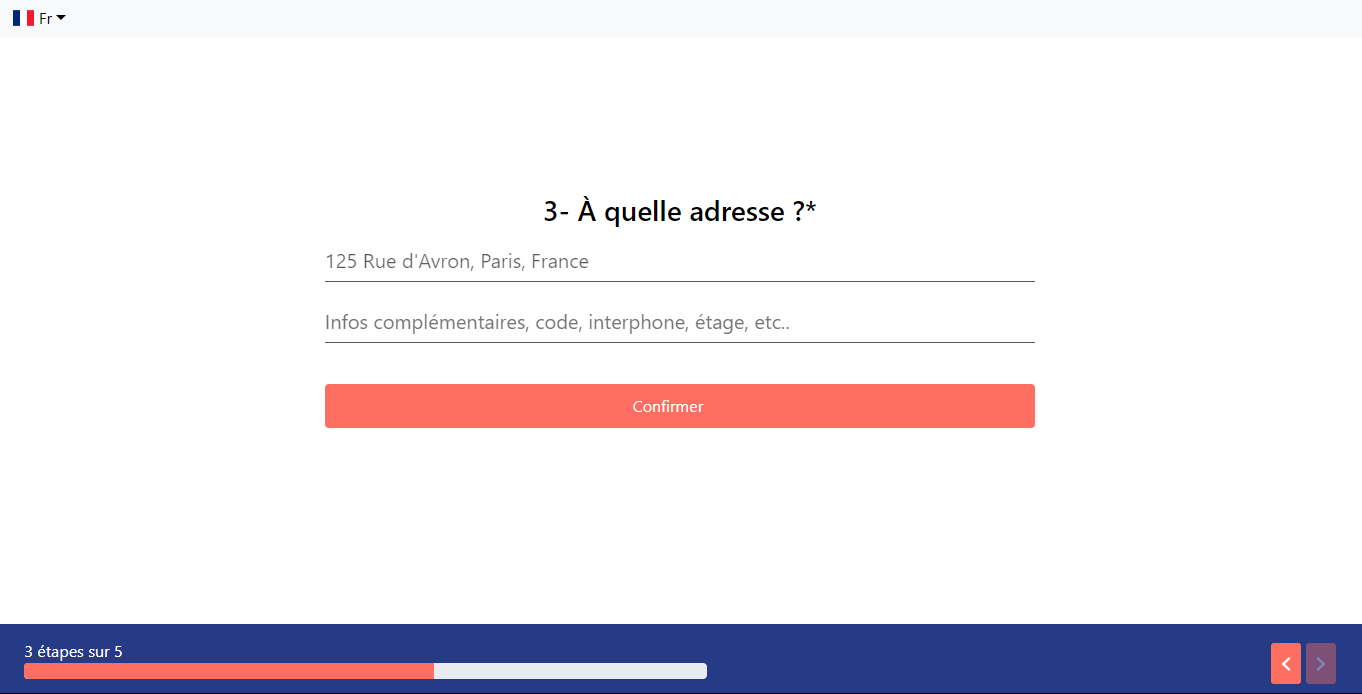 Fr
3- À quelle adresse ?*
125 Rue d'Avron, Paris, France
Infos complémentaires, code, interphone, étage, etc..
Confirmer
3 étapes sur 5